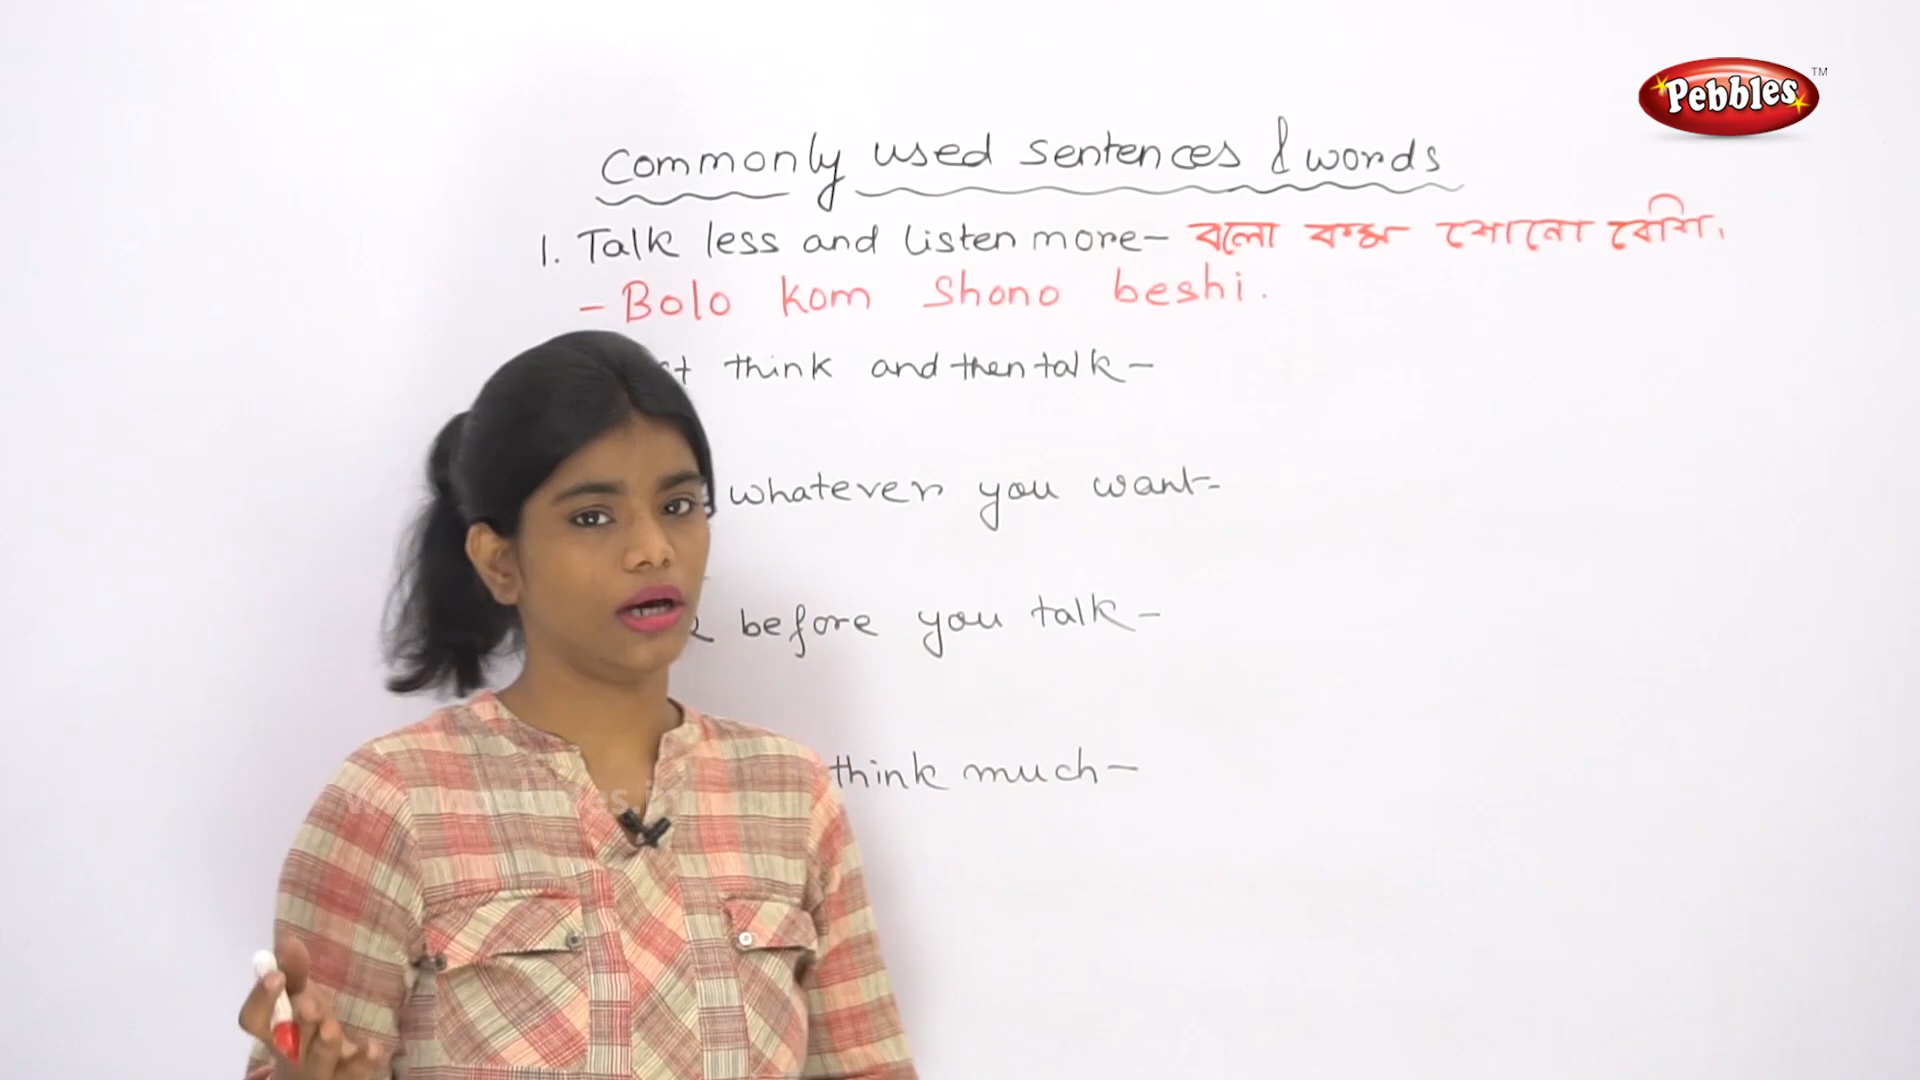 Pebbles TM
Commonly used sentences & words
1. Talk less and listen more- বলো কম শোনো বেশি.
- Bolo kom Shono beshi.
think and then talk-
whatever you want-
before you talk-
think much-